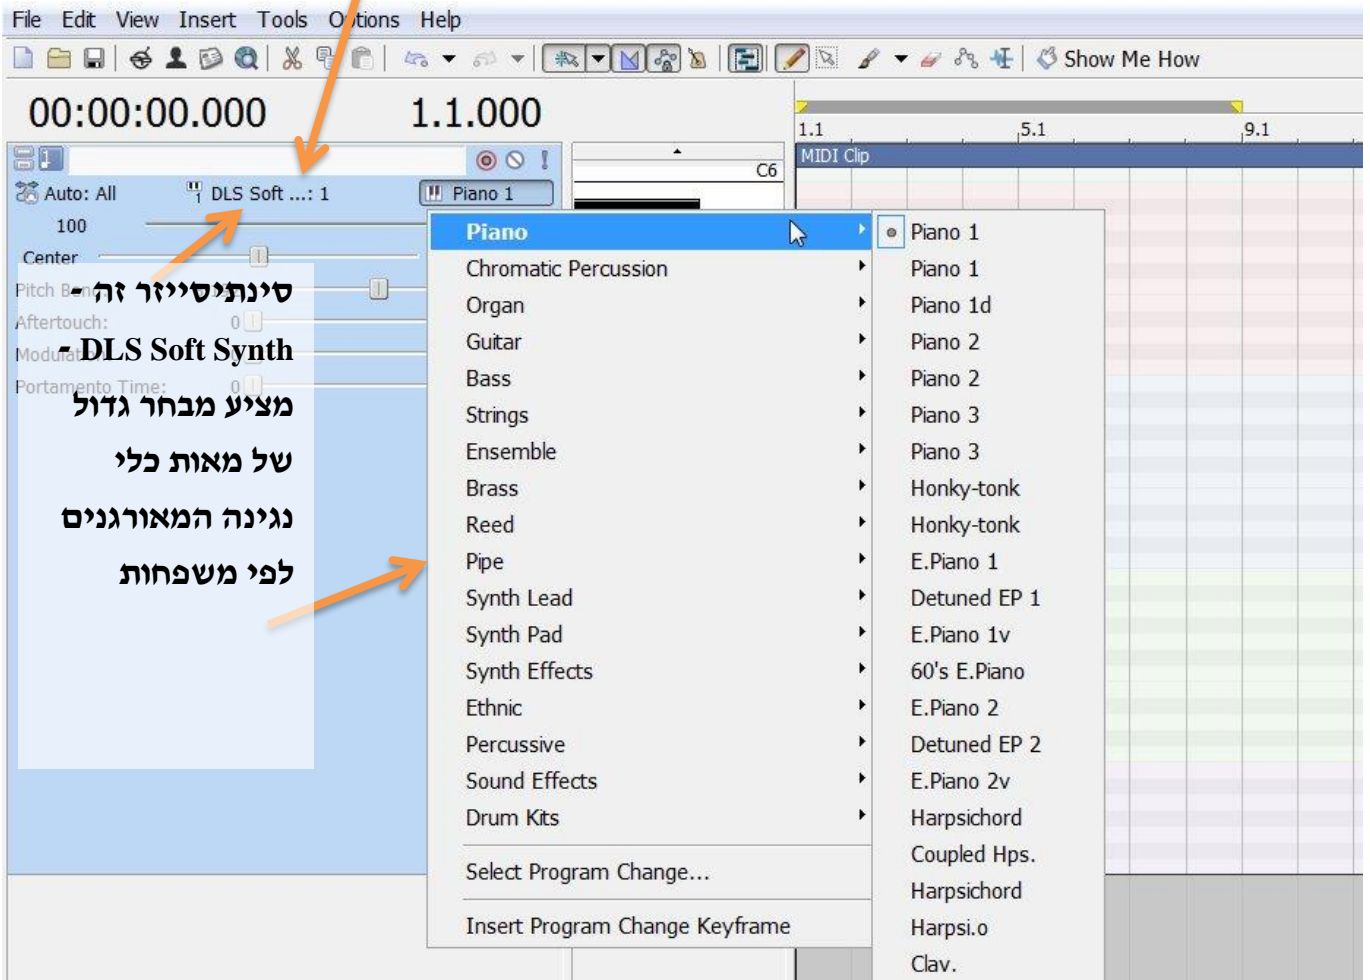 File Edit View Insert Tools Options Help
Show Me How
00:00:00.000 1.1.000
1.1 5.1 9.1
MIDI Clip
C6
Auto: All DLS Soft ...: 1 Piano 1
100
Center
Pitch Bend:
Aftertouch: 0
Modulation:
Portamento Time: 0
סינתיסייזר זה -
DLS Soft Synth -
מציע מבחר גדול
של מאות כלי
נגינה המאורגנים
לפי משפחות
Piano
Chromatic Percussion
Organ
Guitar
Bass
Strings
Ensemble
Brass
Reed
Pipe
Synth Lead
Synth Pad
Synth Effects
Ethnic
Percussive
Sound Effects
Drum Kits
Select Program Change...
Insert Program Change Keyframe
Piano 1
Piano 1
Piano 1d
Piano 2
Piano 2
Piano 3
Piano 3
Honky-tonk
Honky-tonk
E.Piano 1
Detuned EP 1
E.Piano 1v
60's E.Piano
E.Piano 2
Detuned EP 2
E.Piano 2v
Harpsichord
Coupled Hps.
Harpsichord
Harpsi.o
Clav.